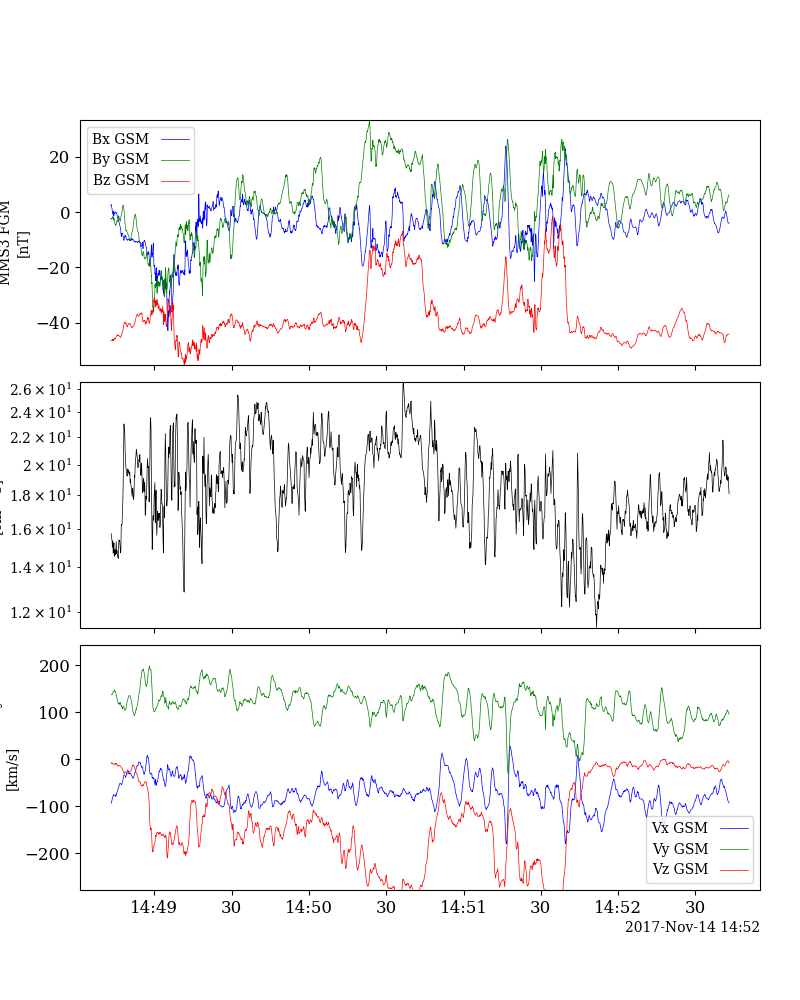 Bx GSM
By GSM
Bz GSM
20
0
−20
−40
MMS3 FGM
[nT]
2.6 × 10¹
2.4 × 10¹
2.2 × 10¹
2 × 10¹
1.8 × 10¹
1.6 × 10¹
1.4 × 10¹
1.2 × 10¹
200
100
0
−100
−200
[km/s]
Vx GSM
Vy GSM
Vz GSM
14:49 30 14:50 30 14:51 30 14:52 30
2017-Nov-14 14:52